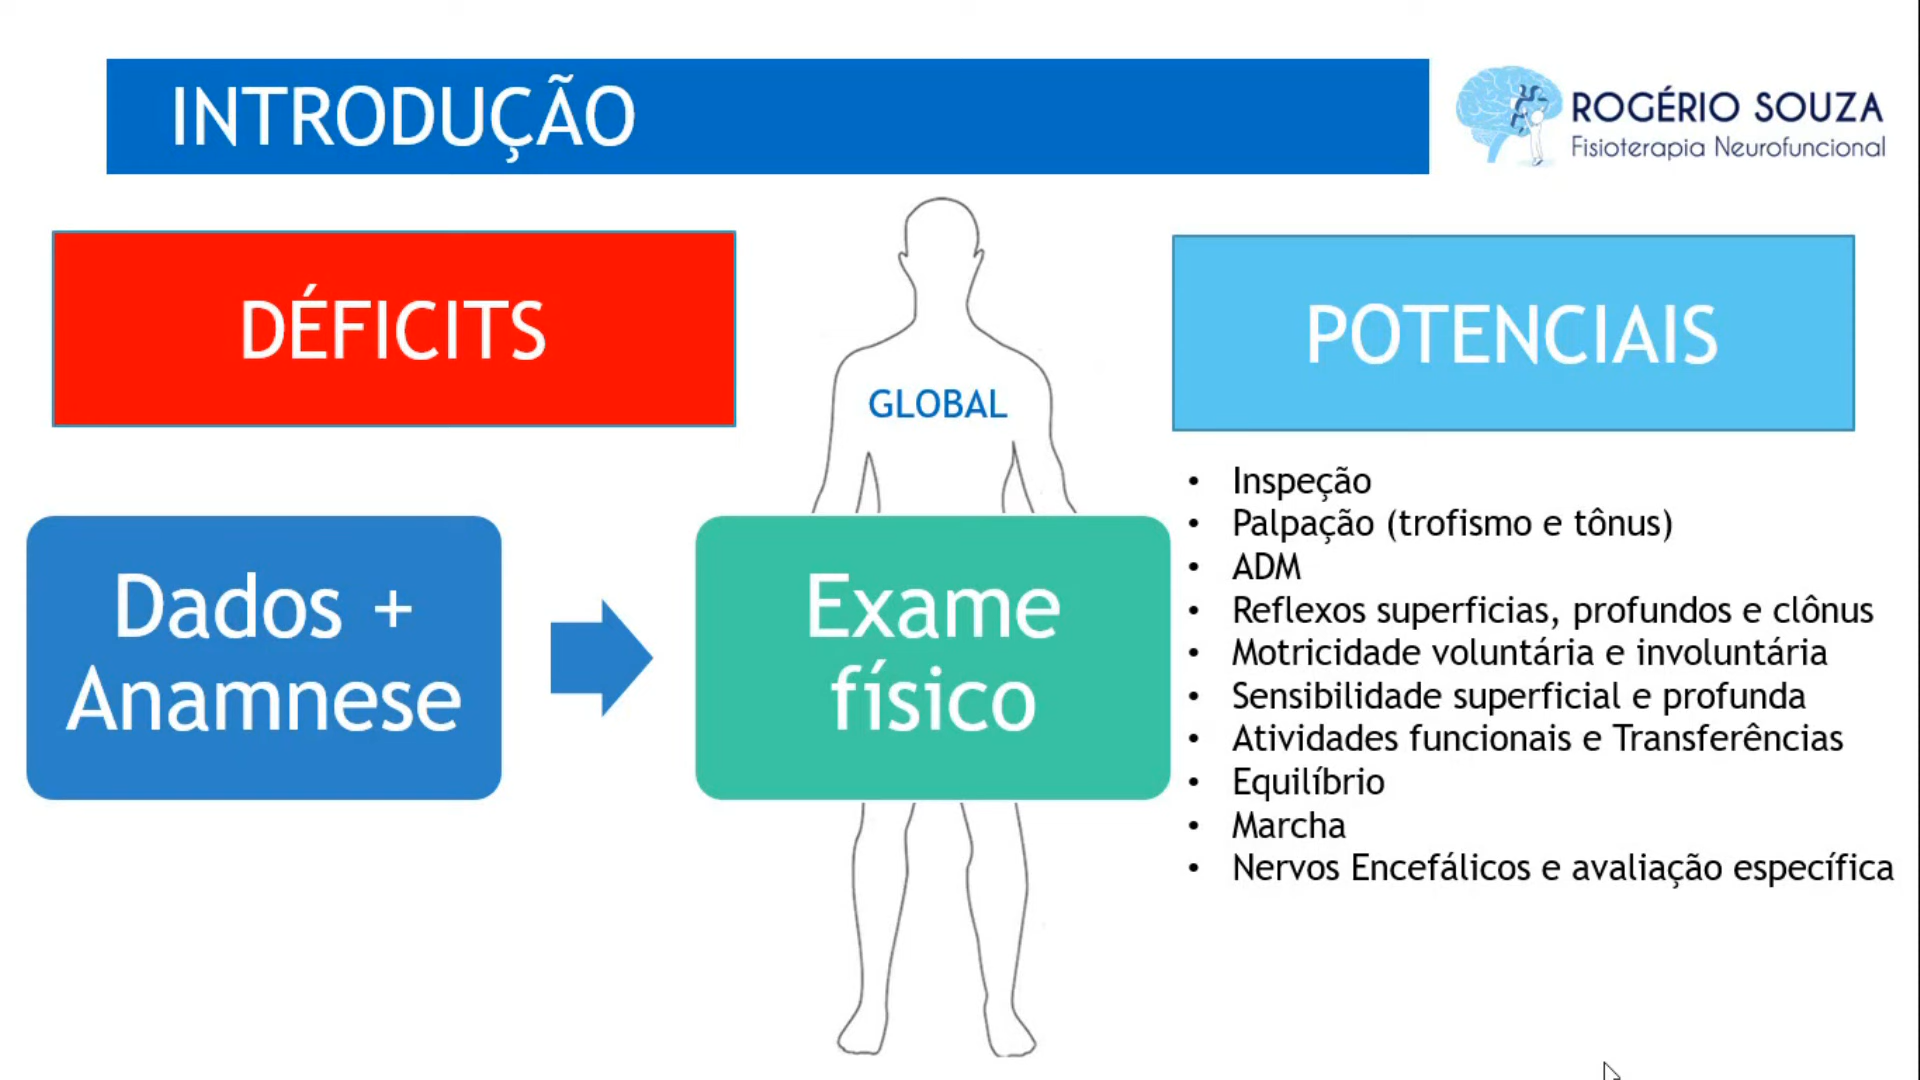 INTRODUÇÃO
ROGÉRIO SOUZA
Fisioterapia Neurofuncional
DÉFICITS
GLOBAL
POTENCIAIS
Dados +
Anamnese
Exame
físico
• Inspeção
• Palpação (trofismo e tônus)
• ADM
• Reflexos superficias, profundos e clônus
• Motricidade voluntária e involuntária
• Sensibilidade superficial e profunda
• Atividades funcionais e Transferências
• Equilíbrio
• Marcha
• Nervos Encefálicos e avaliação específica